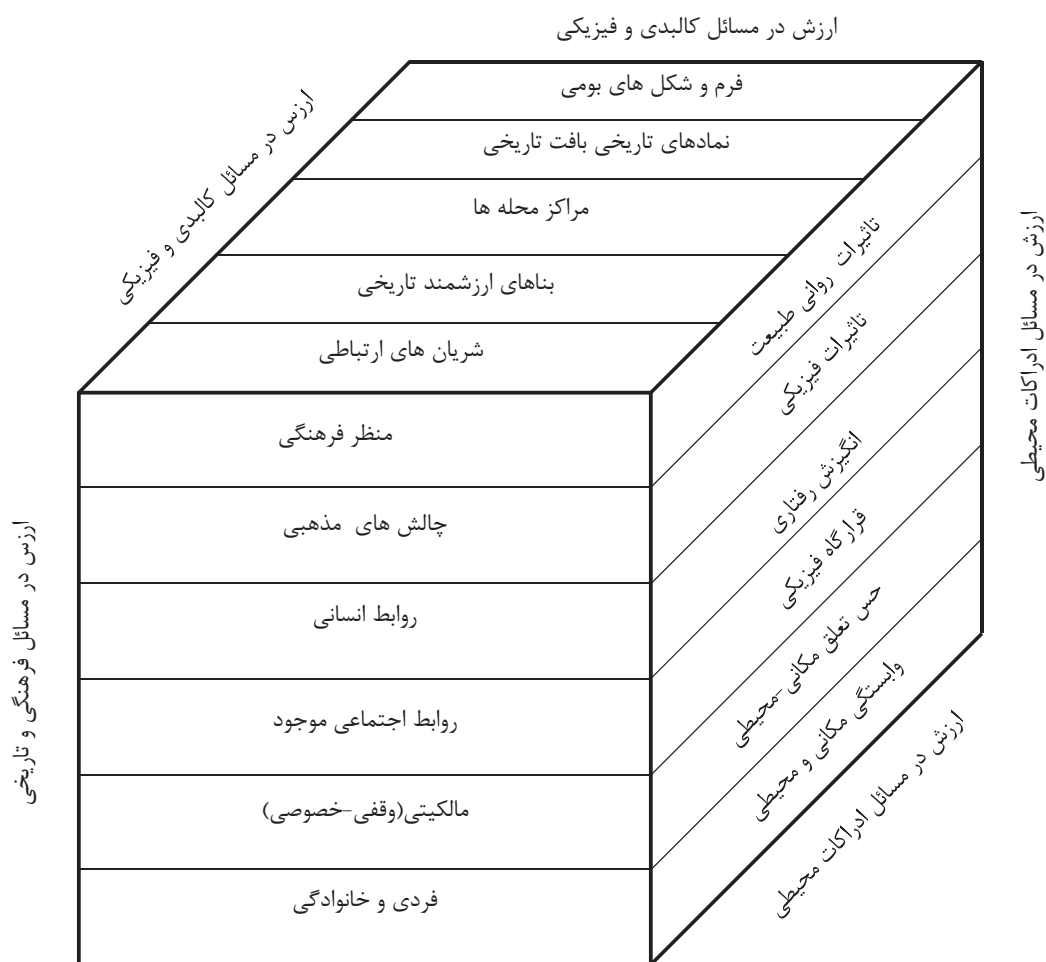 ارزش در مسائل کالبدی و فیزیکی
فرم و شکل های بومی
نمادهای تاریخی بافت تاریخی
مراکز محله ها
بناهای ارزشمند تاریخی
شریان های ارتباطی
ارزس در مسائل کالبدی و فیزیکی
منظر فرهنگی
چالش های مذهبی
روابط انسانی
روابط اجتماعی موجود
مالکیتی(وقفی-خصوصی)
فردی و خانوادگی
ارزس در مسائل فرهنگی و تاریخی
تاثیرات روانی طبیعت
تاثیرات فیزیکی
انگیزش رفتاری
قرارگاه فیزیکی
حس تعلق مکانی-محیطی
وابستگی مکانی و محیطی
ارزش در مسائل ادراکات محیطی
ارزش در مسائل ادراکات محیطی